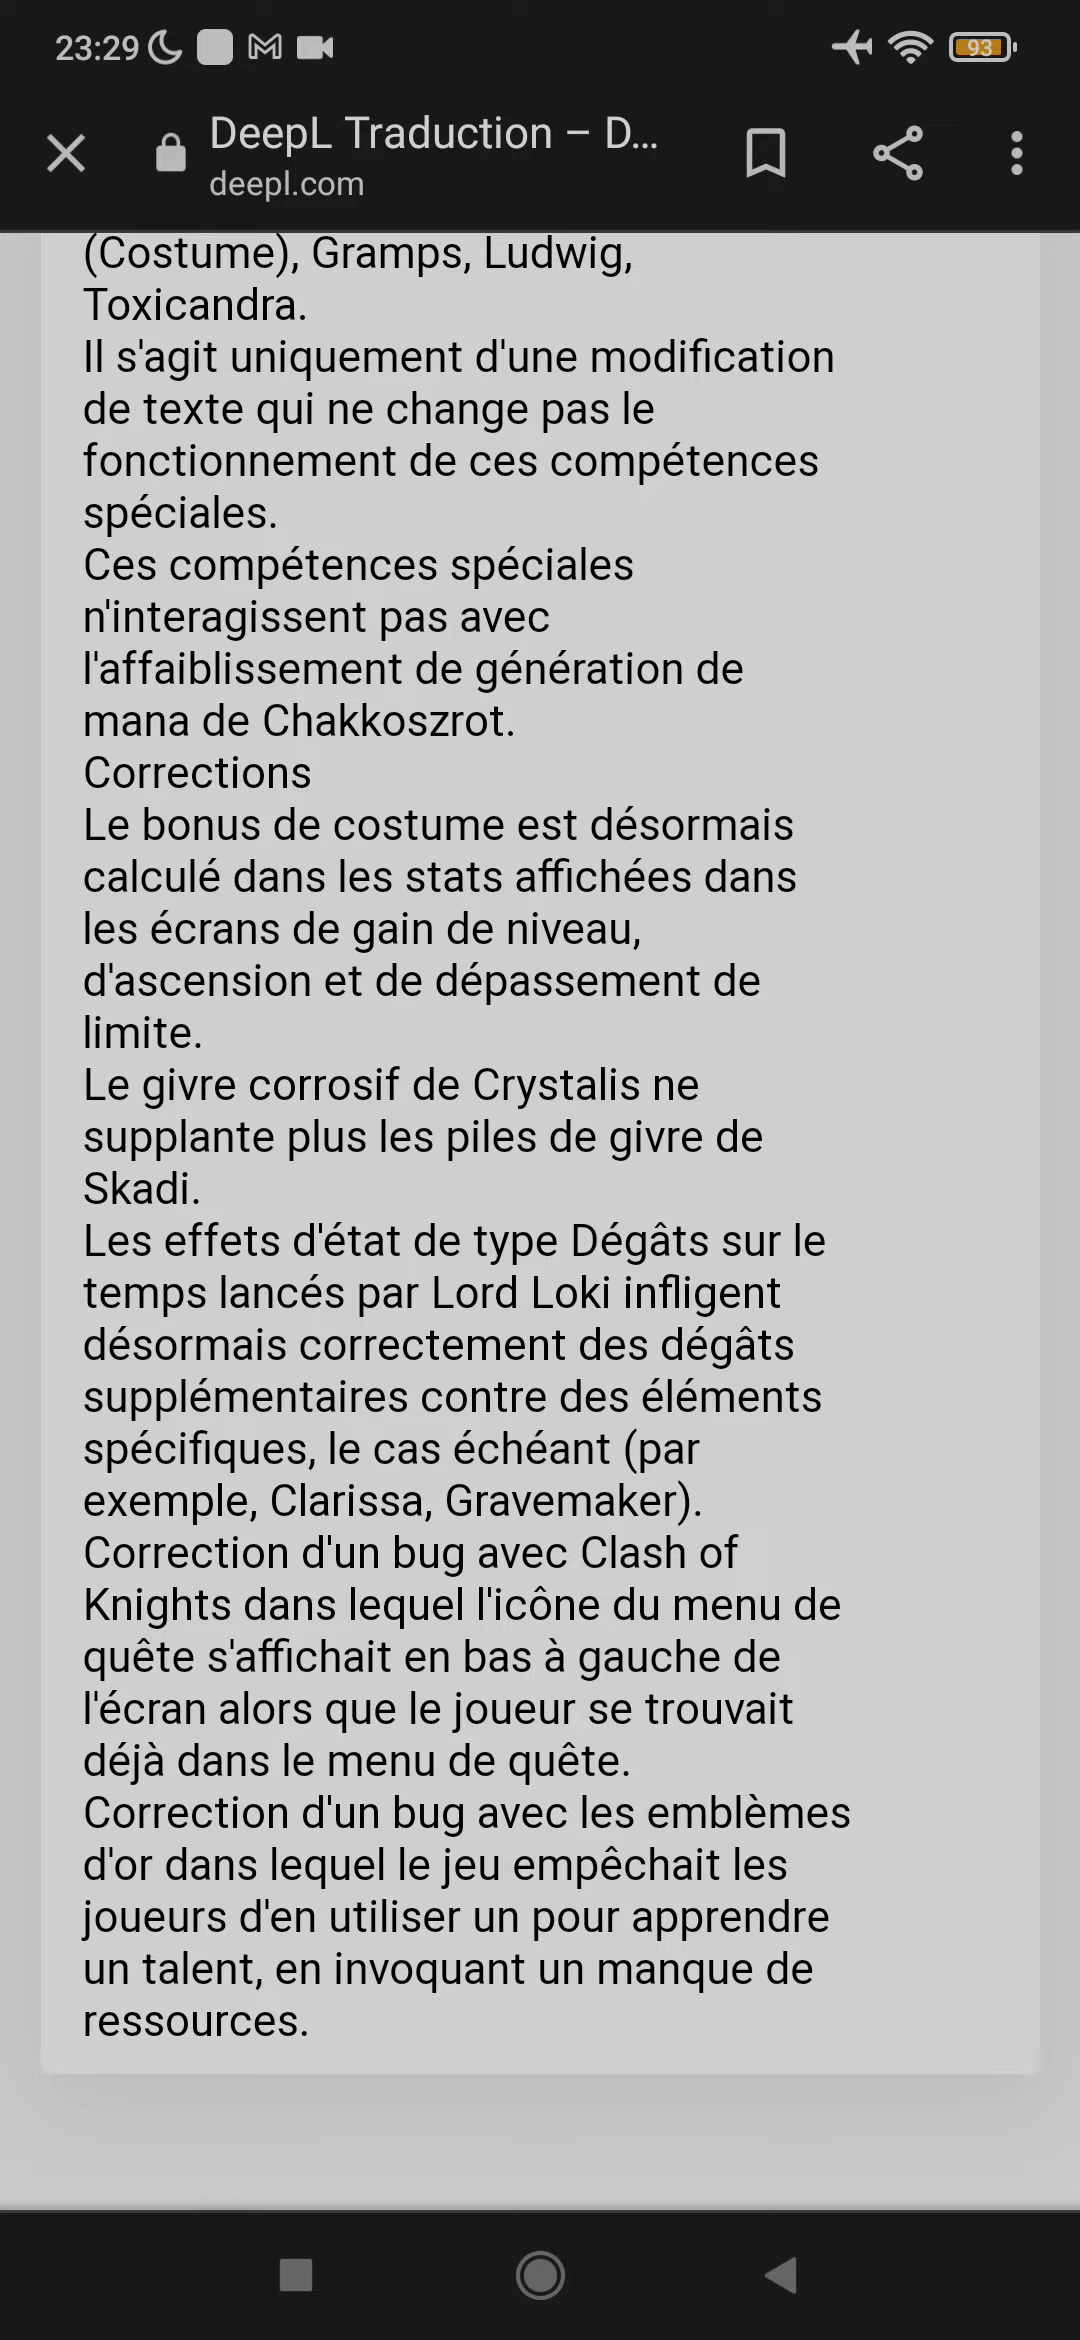 23:29
93
DeepL Traduction – D...
deepl.com
(Costume), Gramps, Ludwig,
Toxicandra.
Il s'agit uniquement d'une modification
de texte qui ne change pas le
fonctionnement de ces compétences
spéciales.
Ces compétences spéciales
n'interagissent pas avec
l'affaiblissement de génération de
mana de Chakkoszrot.
Corrections
Le bonus de costume est désormais
calculé dans les stats affichées dans
les écrans de gain de niveau,
d'ascension et de dépassement de
limite.
Le givre corrosif de Crystalis ne
supplante plus les piles de givre de
Skadi.
Les effets d'état de type Dégâts sur le
temps lancés par Lord Loki infligent
désormais correctement des dégâts
supplémentaires contre des éléments
spécifiques, le cas échéant (par
exemple, Clarissa, Gravemaker).
Correction d'un bug avec Clash of
Knights dans lequel l'icône du menu de
quête s'affichait en bas à gauche de
l'écran alors que le joueur se trouvait
déjà dans le menu de quête.
Correction d'un bug avec les emblèmes
d'or dans lequel le jeu empêchait les
joueurs d'en utiliser un pour apprendre
un talent, en invoquant un manque de
ressources.